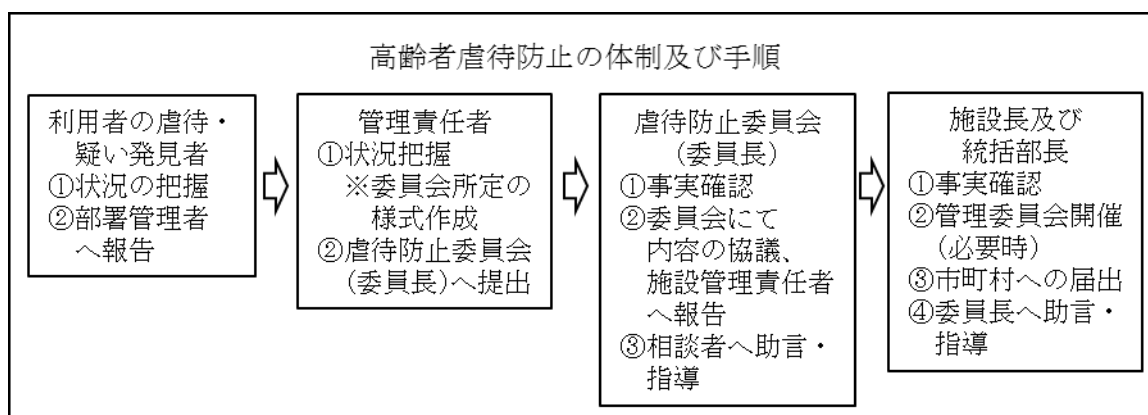 高齢者虐待防止の体制及び手順
利用者の虐待・
疑い発見者
①状況の把握
②部署管理者
へ報告
管理責任者
①状況把握
※委員会所定の
様式作成
②虐待防止委員会
(委員長)へ提出
虐待防止委員会
(委員長)
①事実確認
②委員会にて
内容の協議、
施設管理責任者
へ報告
③相談者へ助言・
指導
施設長及び
統括部長
①事実確認
②管理委員会開催
(必要時)
③市町村への届出
④委員長へ助言・
指導